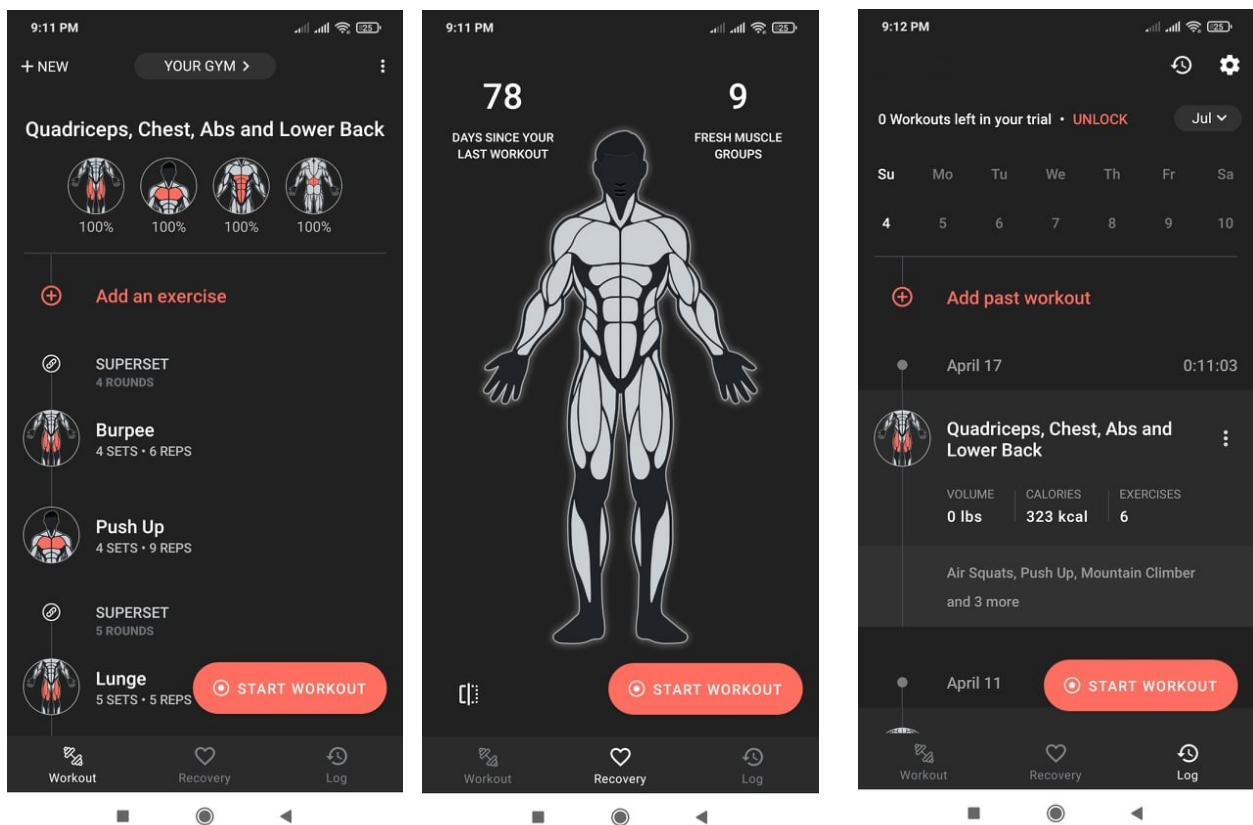 9:11 PM
25
+ NEW
YOUR GYM >
Quadriceps, Chest, Abs and Lower Back
100%
100%
100%
100%
Add an exercise
SUPERSET
4 ROUNDS
Burpee
4 SETS • 6 REPS
Push Up
4 SETS • 9 REPS
SUPERSET
5 ROUNDS
Lunge
5 SETS • 5 REPS
START WORKOUT
Workout
Recovery
Log
9:11 PM
25
78
DAYS SINCE YOUR
LAST WORKOUT
9
FRESH MUSCLE
GROUPS
START WORKOUT
Workout
Recovery
Log
9:12 PM
25
0 Workouts left in your trial • UNLOCK
Jul
Su Mo Tu We Th Fr Sa
4 5 6 7 8 9 10
Add past workout
April 17
0:11:03
Quadriceps, Chest, Abs and
Lower Back
VOLUME
0 lbs
CALORIES
323 kcal
EXERCISES
6
Air Squats, Push Up, Mountain Climber
and 3 more
April 11
START WORKOUT
Workout
Recovery
Log